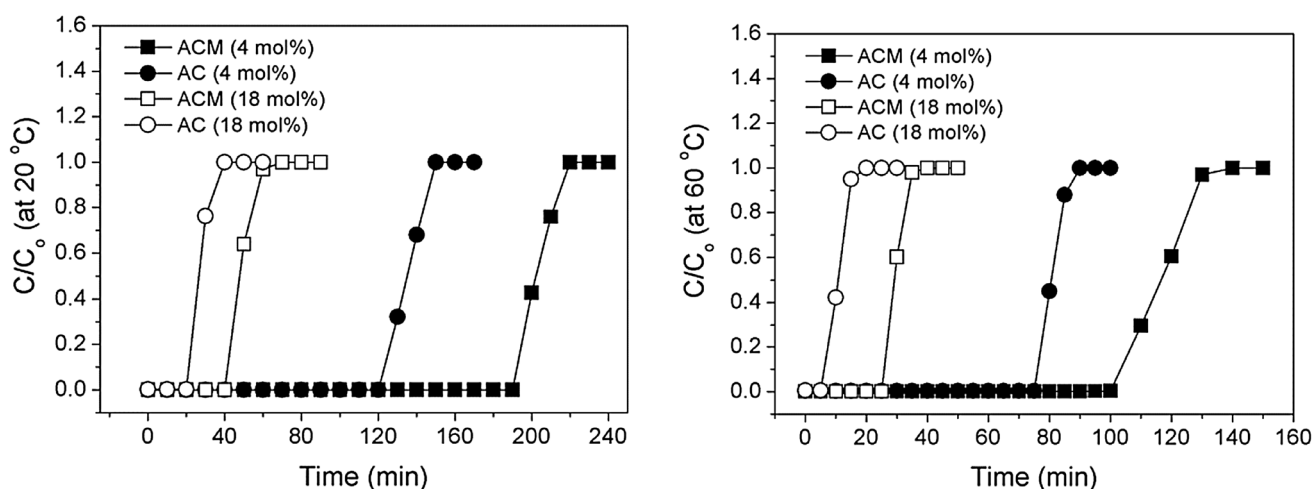 C/Co (at 20 °C)
1.6
1.4
1.2
1.0
0.8
0.6
0.4
0.2
0.0
ACM (4 mol%)
AC (4 mol%)
ACM (18 mol%)
AC (18 mol%)
0 40 80 120 160 200 240
Time (min)
C/Co (at 60 °C)
1.6
1.4
1.2
1.0
0.8
0.6
0.4
0.2
0.0
ACM (4 mol%)
AC (4 mol%)
ACM (18 mol%)
AC (18 mol%)
0 20 40 60 80 100 120 140 160
Time (min)